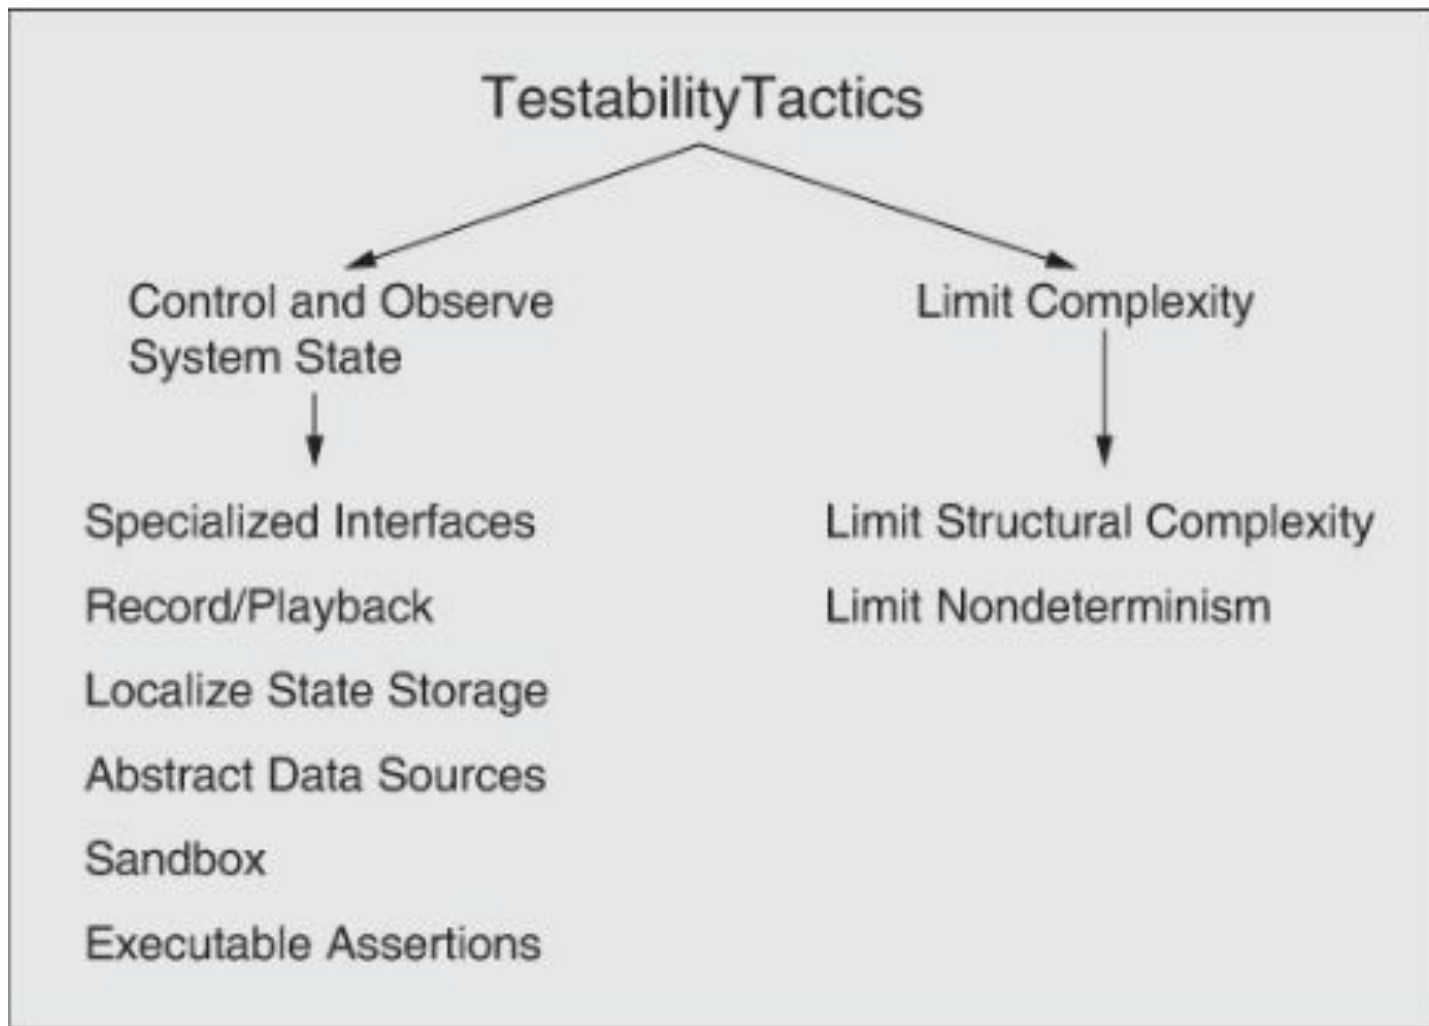 TestabilityTactics
Control and Observe
System State
Limit Complexity
Specialized Interfaces
Record/Playback
Localize State Storage
Abstract Data Sources
Sandbox
Executable Assertions
Limit Structural Complexity
Limit Nondeterminism